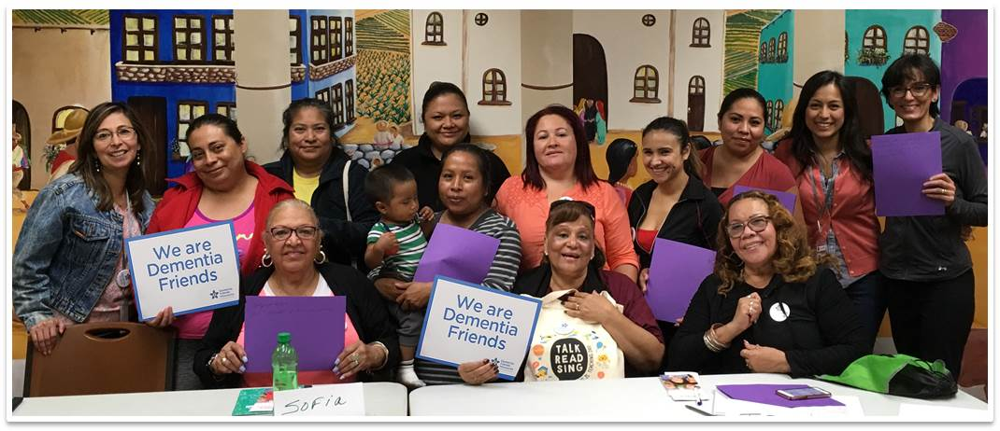 We are
Dementia
Friends
We are
Dementia
Friends
TALK
READ
SING
SoFia